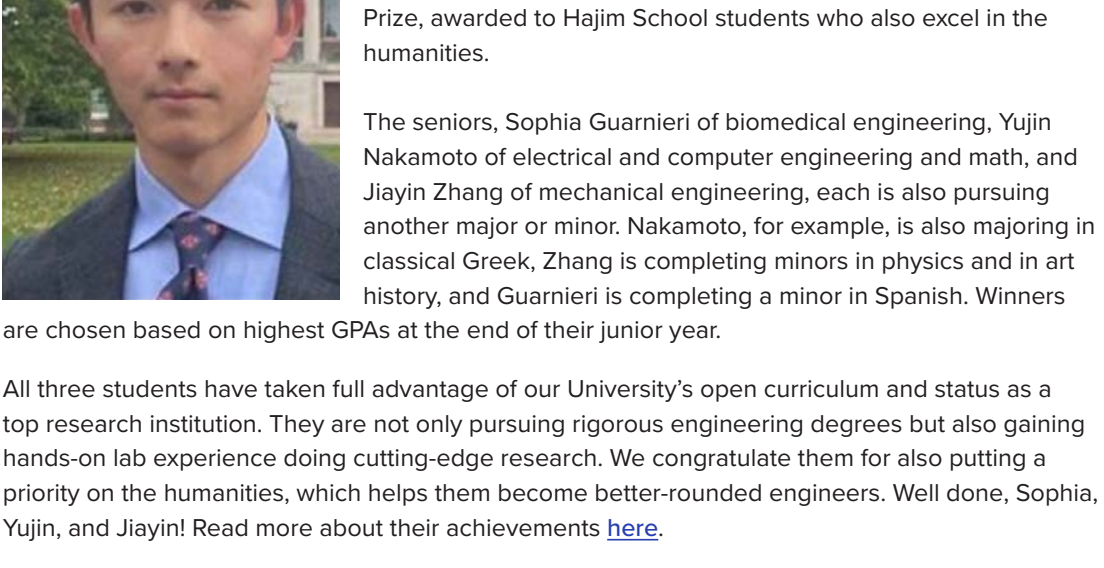 Prize, awarded to Hajim School students who also excel in the
humanities.
The seniors, Sophia Guarnieri of biomedical engineering, Yujin
Nakamoto of electrical and computer engineering and math, and
Jiayin Zhang of mechanical engineering, each is also pursuing
another major or minor. Nakamoto, for example, is also majoring in
classical Greek, Zhang is completing minors in physics and in art
history, and Guarnieri is completing a minor in Spanish. Winners
are chosen based on highest GPAs at the end of their junior year.
All three students have taken full advantage of our University’s open curriculum and status as a
top research institution. They are not only pursuing rigorous engineering degrees but also gaining
hands-on lab experience doing cutting-edge research. We congratulate them for also putting a
priority on the humanities, which helps them become better-rounded engineers. Well done, Sophia,
Yujin, and Jiayin! Read more about their achievements here.